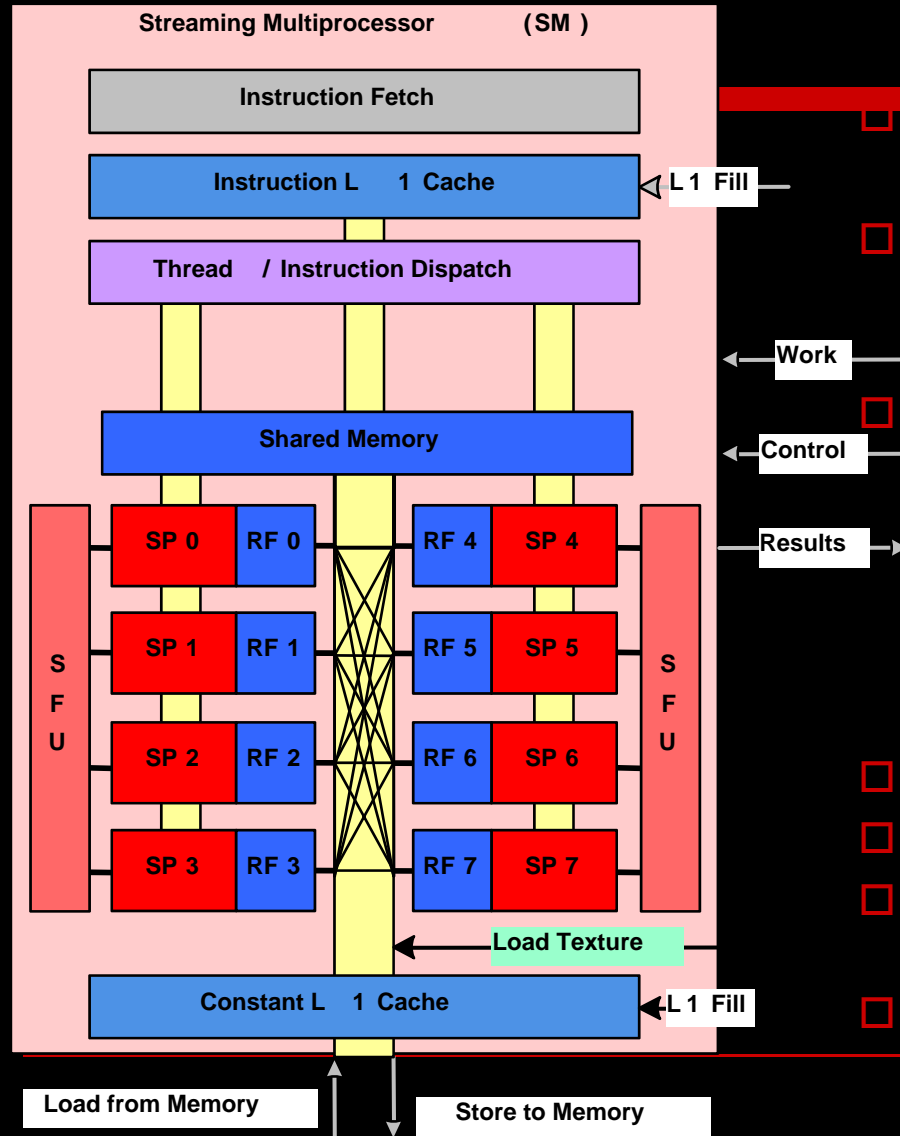 Streaming Multiprocessor (SM)
Instruction Fetch
Instruction L 1 Cache
L 1 Fill
Thread / Instruction Dispatch
Work
Shared Memory
Control
SP 0 RF 0 RF 4 SP 4
Results
SP 1 RF 1 RF 5 SP 5
S F U
S F U
SP 2 RF 2 RF 6 SP 6
SP 3 RF 3 RF 7 SP 7
Load Texture
Constant L 1 Cache
L 1 Fill
Load from Memory
Store to Memory